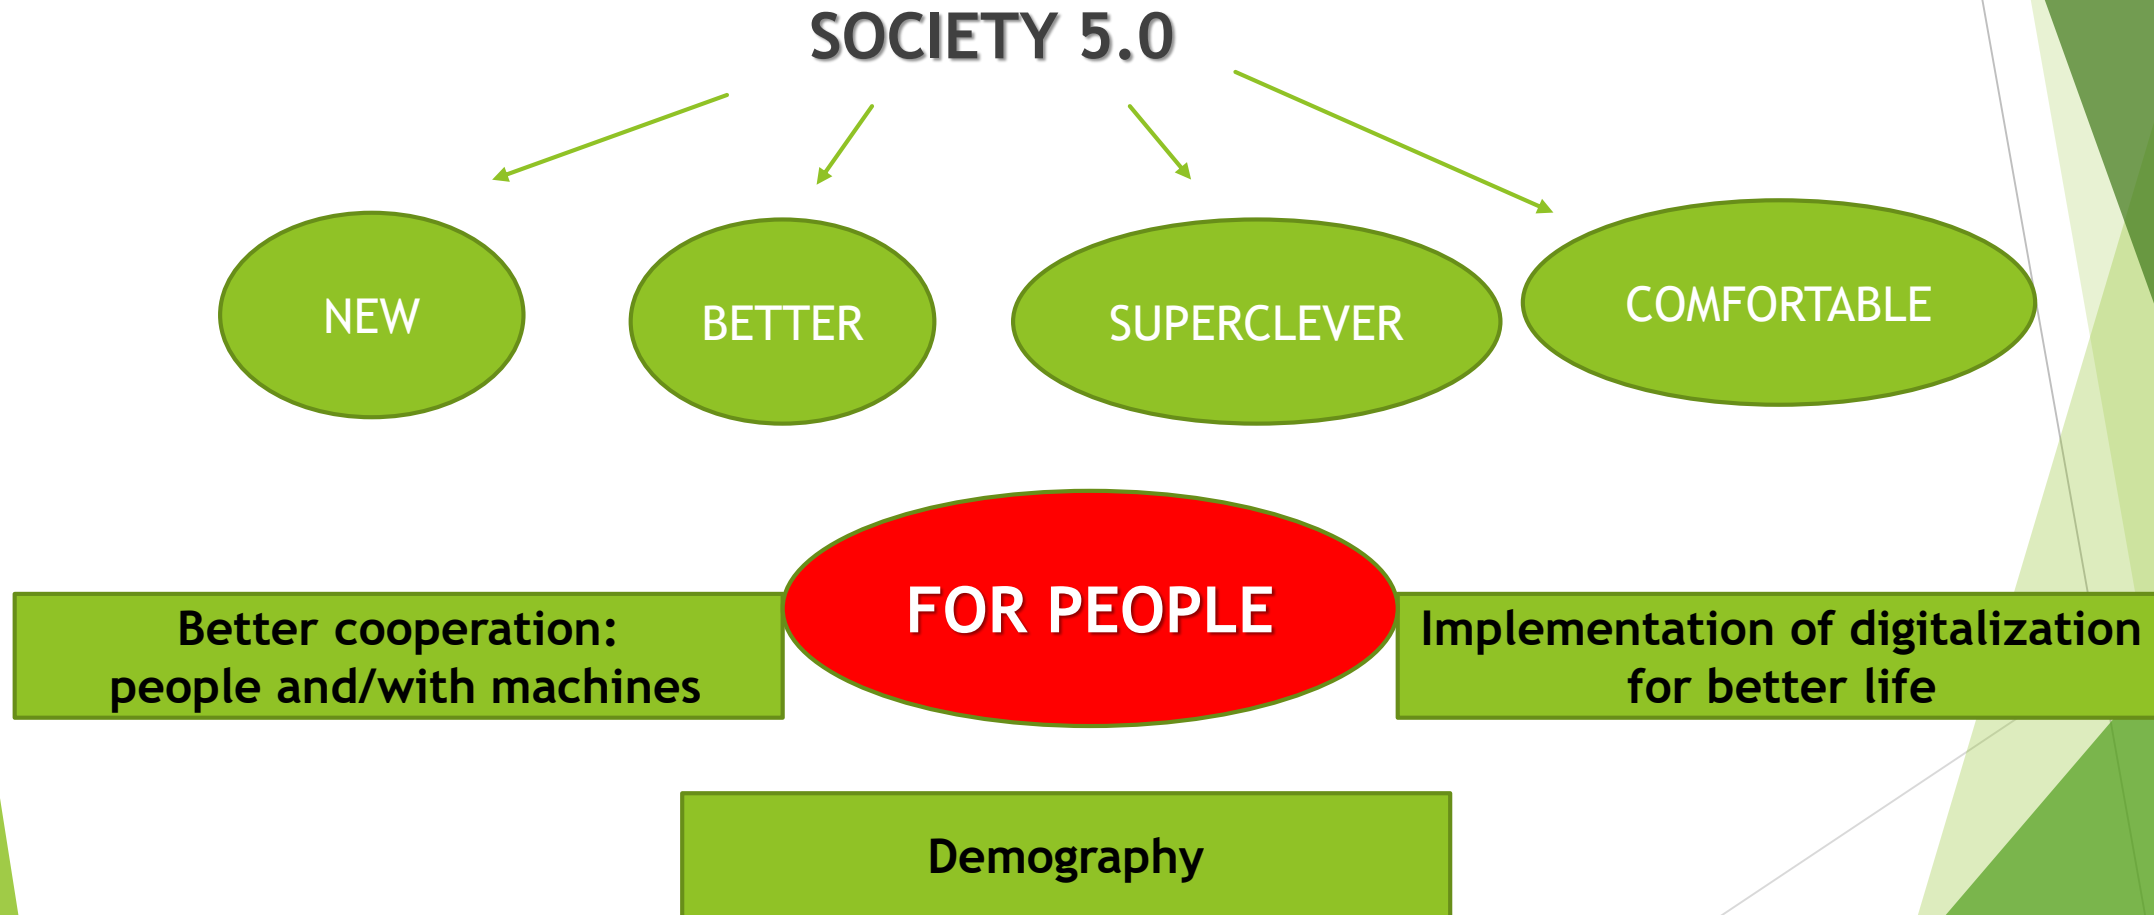 SOCIETY 5.0
NEW
BETTER
SUPERCLEVER
COMFORTABLE
FOR PEOPLE
Better cooperation:
people and/with machines
Implementation of digitalization
for better life
Demography